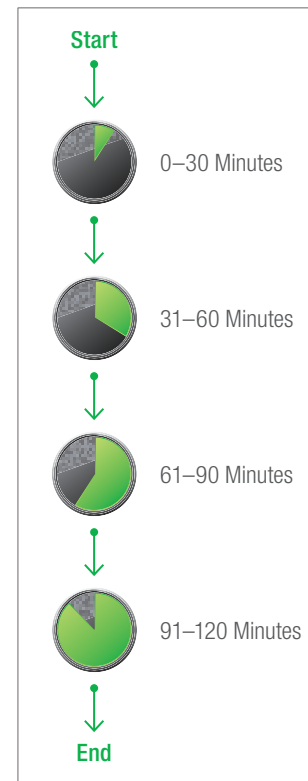 Start
0–30 Minutes
31–60 Minutes
61–90 Minutes
91–120 Minutes
End